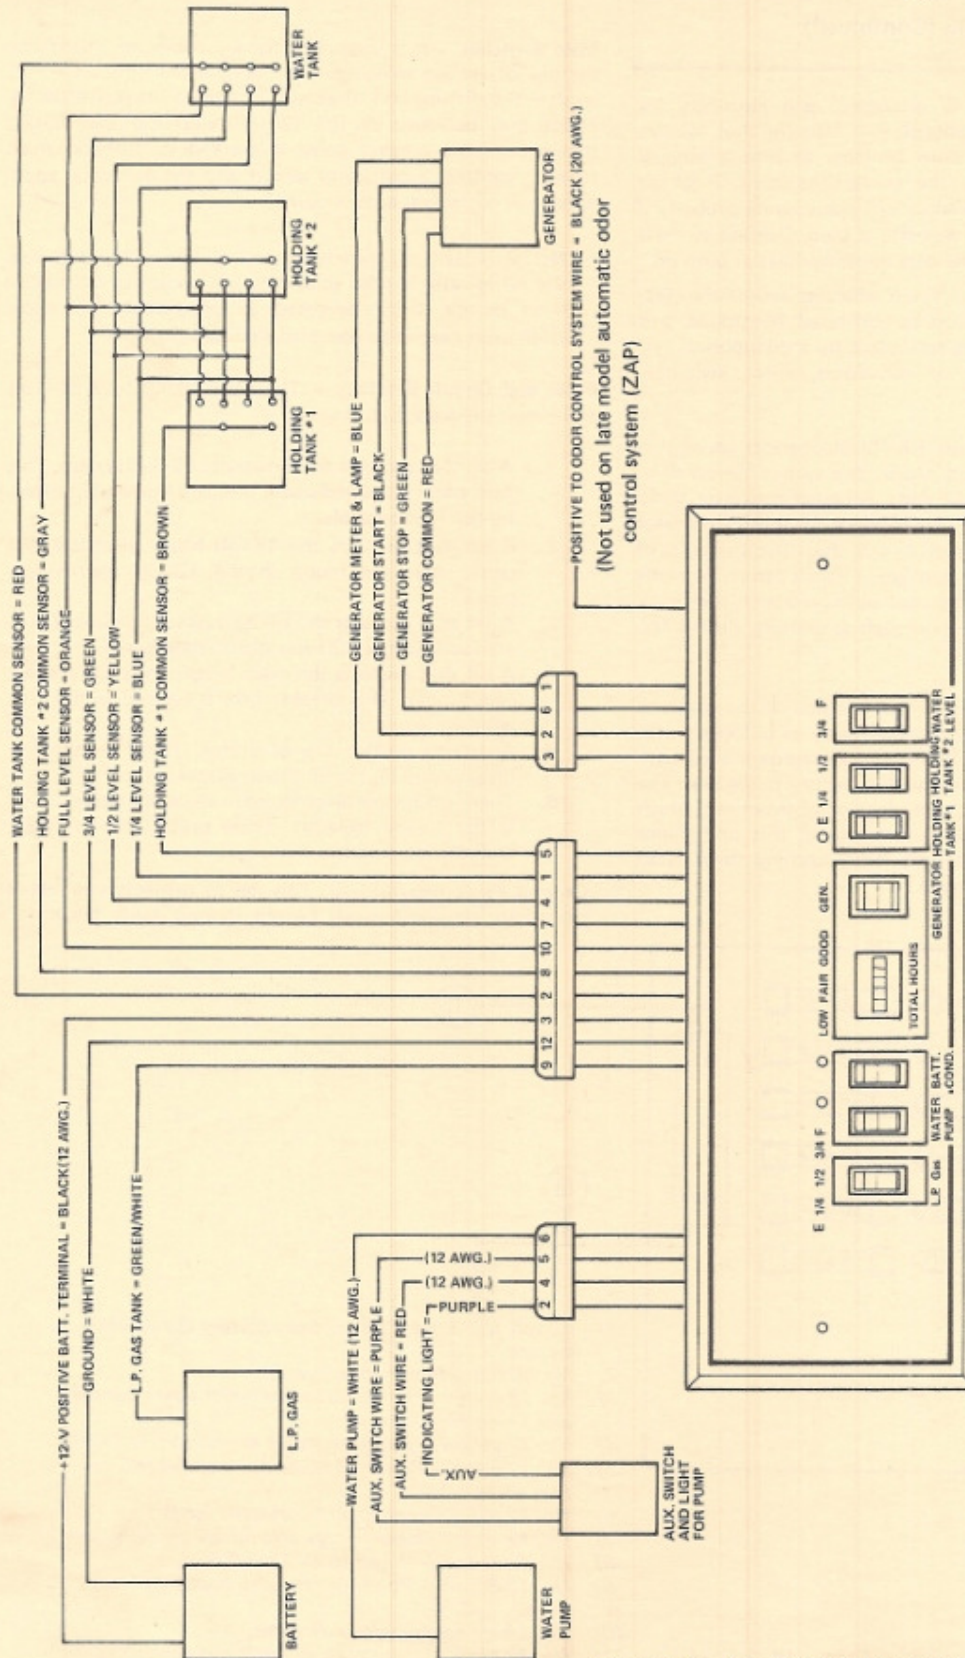 WATER TANK COMMON SENSOR = RED
HOLDING TANK #2 COMMON SENSOR = GRAY
FULL LEVEL SENSOR = ORANGE
3/4 LEVEL SENSOR = GREEN
1/2 LEVEL SENSOR = YELLOW
1/4 LEVEL SENSOR = BLUE
HOLDING TANK #1 COMMON SENSOR = BROWN
WATER
TANK
HOLDING
TANK #2
HOLDING
TANK #1
+12-V POSITIVE BATT. TERMINAL = BLACK (12 AWG.)
GROUND = WHITE
L.P. GAS TANK = GREEN/WHITE
BATTERY
L.P. GAS
GENERATOR METER & LAMP = BLUE
GENERATOR START = BLACK
GENERATOR STOP = GREEN
GENERATOR COMMON = RED
GENERATOR
WATER PUMP = WHITE (12 AWG.)
AUX. SWITCH WIRE = PURPLE (12 AWG.)
AUX. SWITCH WIRE = RED (12 AWG.)
INDICATING LIGHT = PURPLE
AUX.
WATER
PUMP
AUX. SWITCH
AND LIGHT
FOR PUMP
2 4 5 6
9 12 3 2 8 10 7 4 1 5
3 2 6 1
POSITIVE TO ODOR CONTROL SYSTEM WIRE = BLACK (20 AWG.)
(Not used on late model automatic odor
control system (ZAP)
E 1/4 1/2 3/4 F
LOW FAIR GOOD GEN.
E 1/4 1/2 3/4 F
TOTAL HOURS
L.P. Gas
WATER
PUMP
BATT.
COND.
GENERATOR
HOLDING
TANK #1
HOLDING
TANK #2
WATER
LEVEL